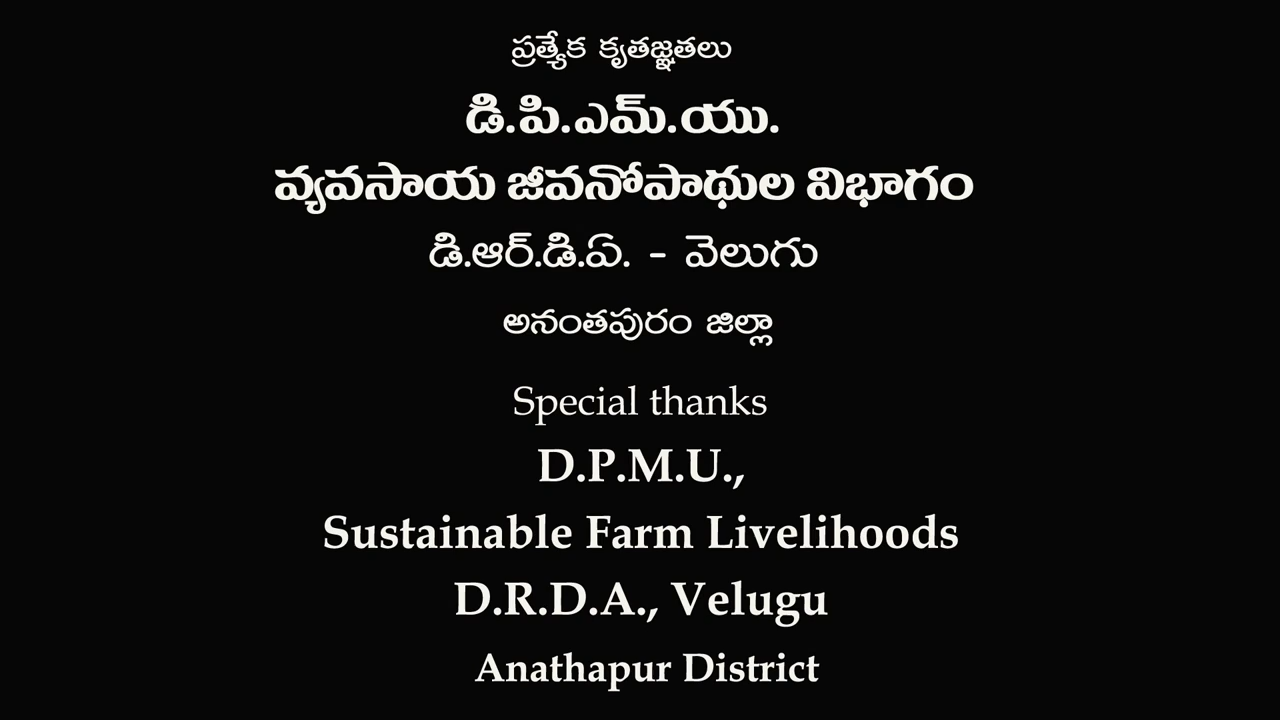 ప్రత్యేక కృతజ్ఞతలు
డి.పి.ఎమ్.యు.
వ్యవసాయ జీవనోపాథుల విభాగం
డి.ఆర్.డి.ఏ. - వెలుగు
అనంతపురం జిల్లా
Special thanks
D.P.M.U.,
Sustainable Farm Livelihoods
D.R.D.A., Velugu
Anathapur District